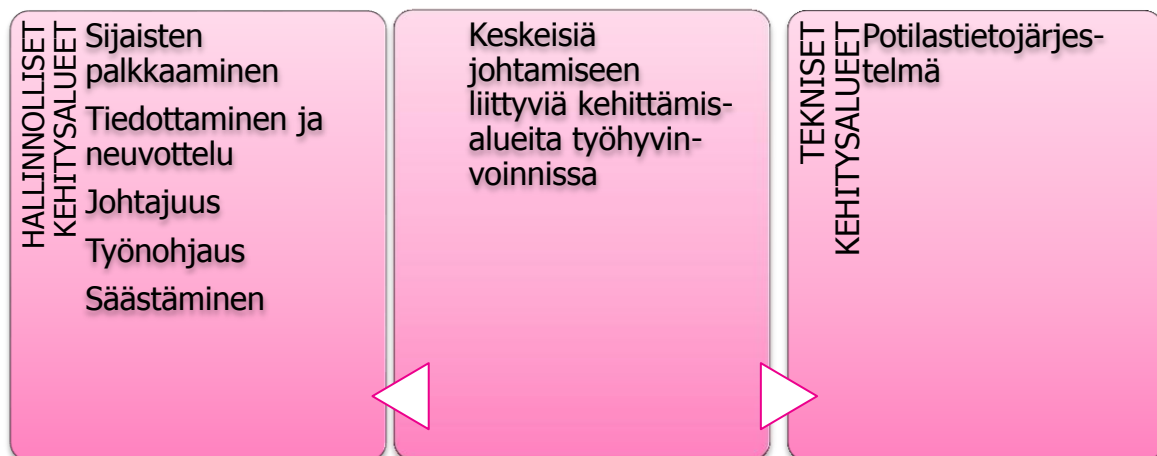 HALLINNOLLISET
KEHITYSALUEET
Sijaisten
palkkaaminen
Tiedottaminen ja
neuvottelu
Johtajuus
Työnohjaus
Säästäminen
Keskeisiä
johtamiseen
liittyviä kehittämis-
alueita työhyvin-
voinnissa
TEKNISET
KEHITYSALUEET
Potilastietojärjes-
telmä